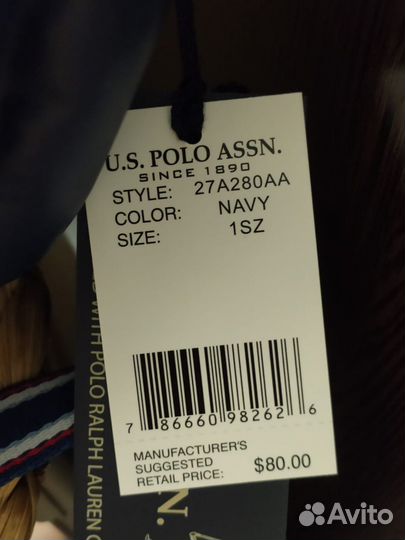 U.S. POLO ASSN.
SINCE 1890
STYLE: 27A280AA
COLOR: NAVY
SIZE: 1SZ
7 86660 98262 6
MANUFACTURER'S
SUGGESTED
RETAIL PRICE: $80.00
WITH POLO RALPH LAUREN
N.
Avito